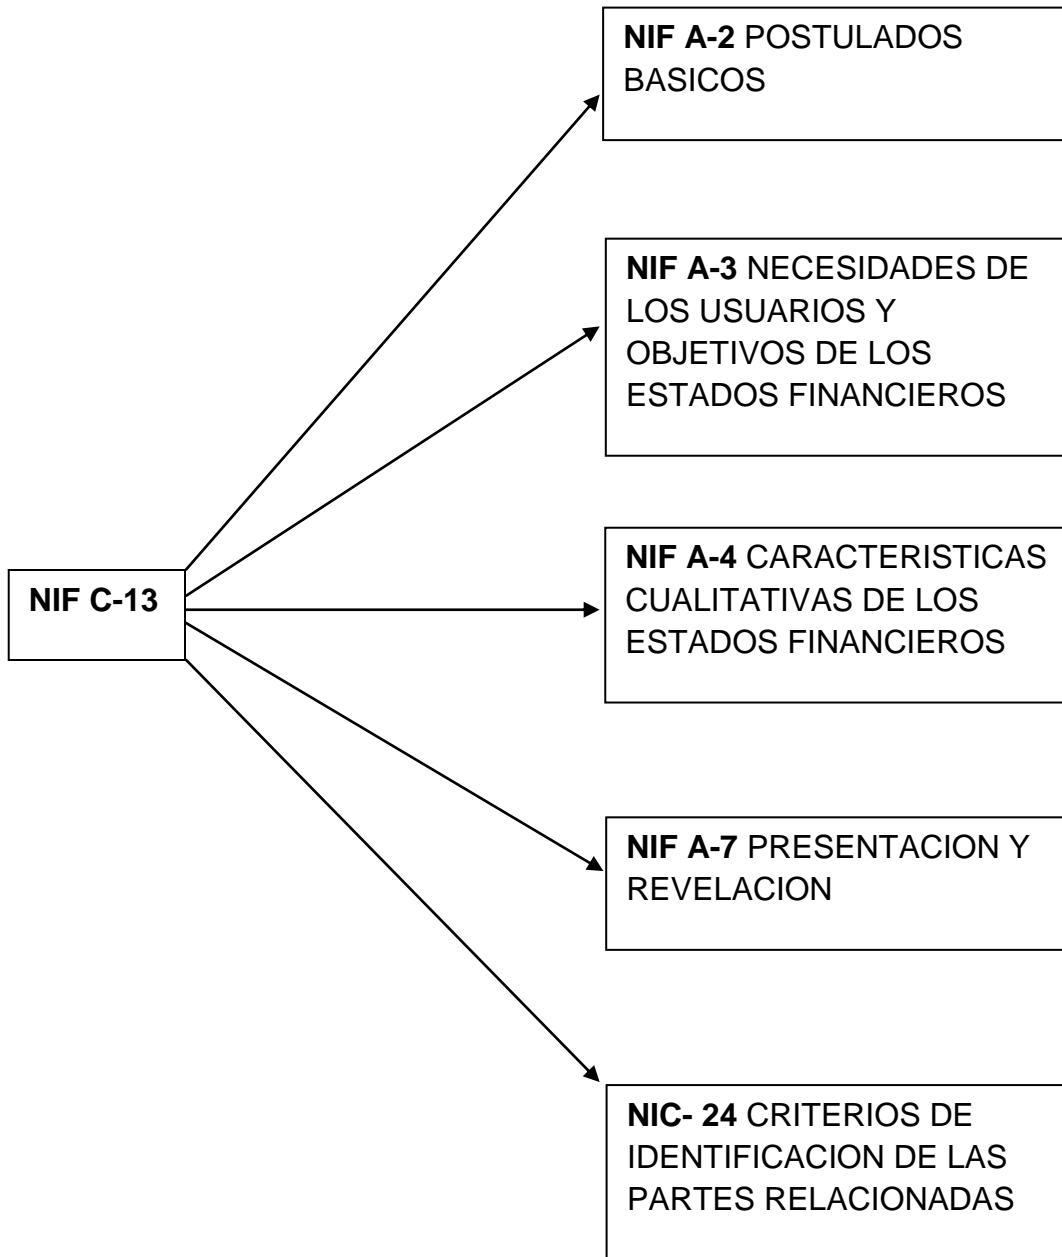 NIF A-2 POSTULADOS
BASICOS
NIF A-3 NECESIDADES DE
LOS USUARIOS Y
OBJETIVOS DE LOS
ESTADOS FINANCIEROS
NIF C-13
NIF A-4 CARACTERISTICAS
CUALITATIVAS DE LOS
ESTADOS FINANCIEROS
NIF A-7 PRESENTACION Y
REVELACION
NIC- 24 CRITERIOS DE
IDENTIFICACION DE LAS
PARTES RELACIONADAS